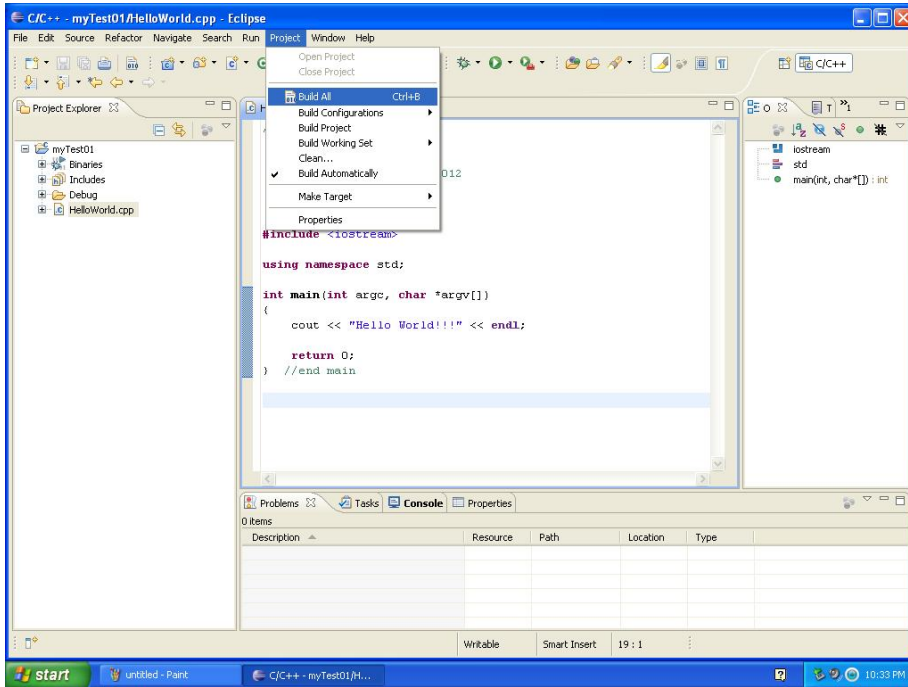 C/C++ - myTest01/HelloWorld.cpp - Eclipse
File Edit Source Refactor Navigate Search Run Project Window Help
C/C++
Open Project
Close Project
Build All Ctrl+B
Build Configurations
Build Project
Build Working Set
Clean...
Build Automatically
Make Target
Properties
Project Explorer
myTest01
Binaries
Includes
Debug
HelloWorld.cpp
H
012
#include <iostream>
using namespace std;
int main(int argc, char *argv[])
{
cout << "Hello World!!!" << endl;
return 0;
} //end main
O T »1
iostream
std
main(int, char*[]) : int
Problems Tasks Console Properties
0 items
Description Resource Path Location Type
Writable Smart Insert 19 : 1
start untitled - Paint C/C++ - myTest01/H... 10:33 PM